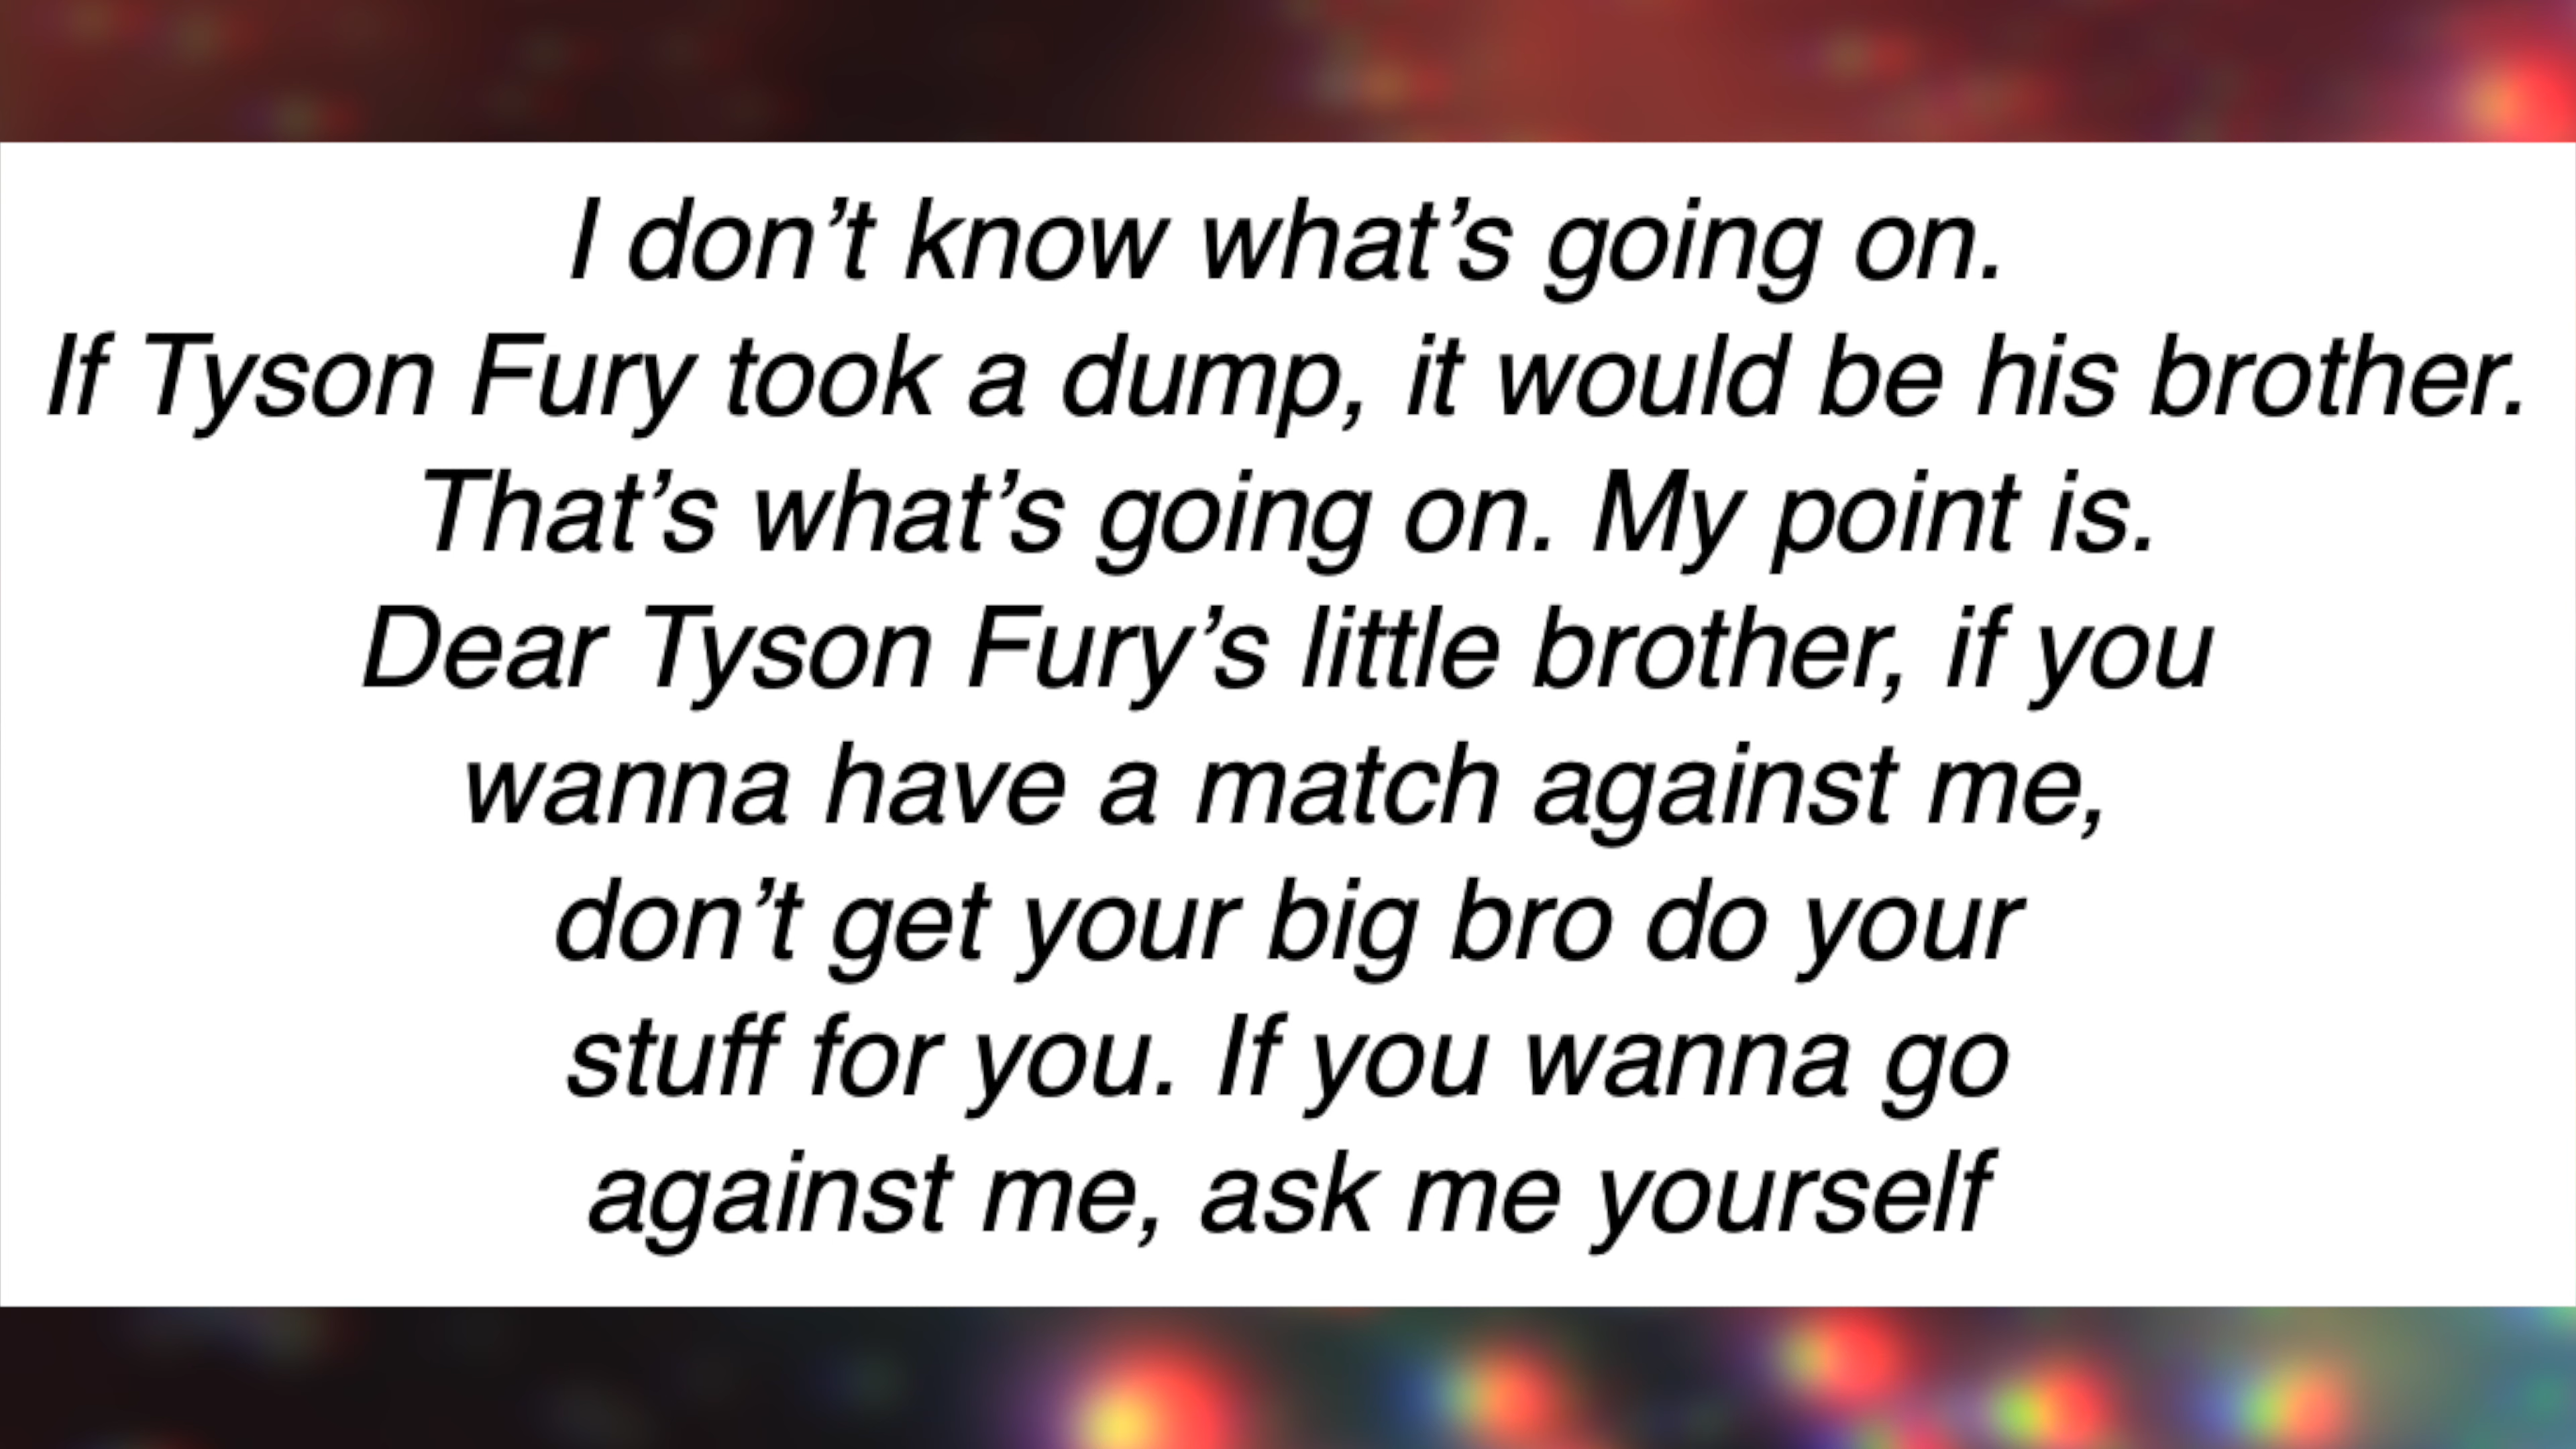 I don’t know what’s going on.
If Tyson Fury took a dump, it would be his brother.
That’s what’s going on. My point is.
Dear Tyson Fury’s little brother, if you
wanna have a match against me,
don’t get your big bro do your
stuff for you. If you wanna go
against me, ask me yourself